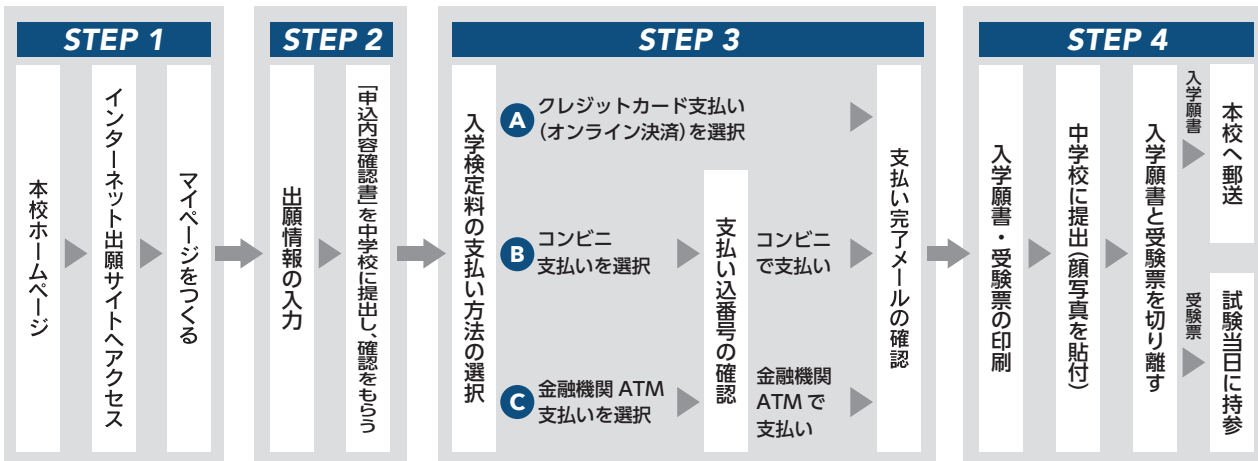 STEP 1
本校ホームページ
インターネット出願サイトへアクセス
マイページをつくる
STEP 2
出願情報の入力
「申込内容確認書」を中学校に提出し、確認をもらう
STEP 3
入学検定料の支払い方法の選択
A
クレジットカード支払い
（オンライン決済）を選択
B
コンビニ
支払いを選択
C
金融機関 ATM
支払いを選択
支払い込番号の確認
コンビニ
で支払い
金融機関
ATM で
支払い
支払い完了メールの確認
STEP 4
入学願書・受験票の印刷
中学校に提出（顔写真を貼付）
入学願書と受験票を切り離す
入学願書
本校へ郵送
受験票
試験当日に持参